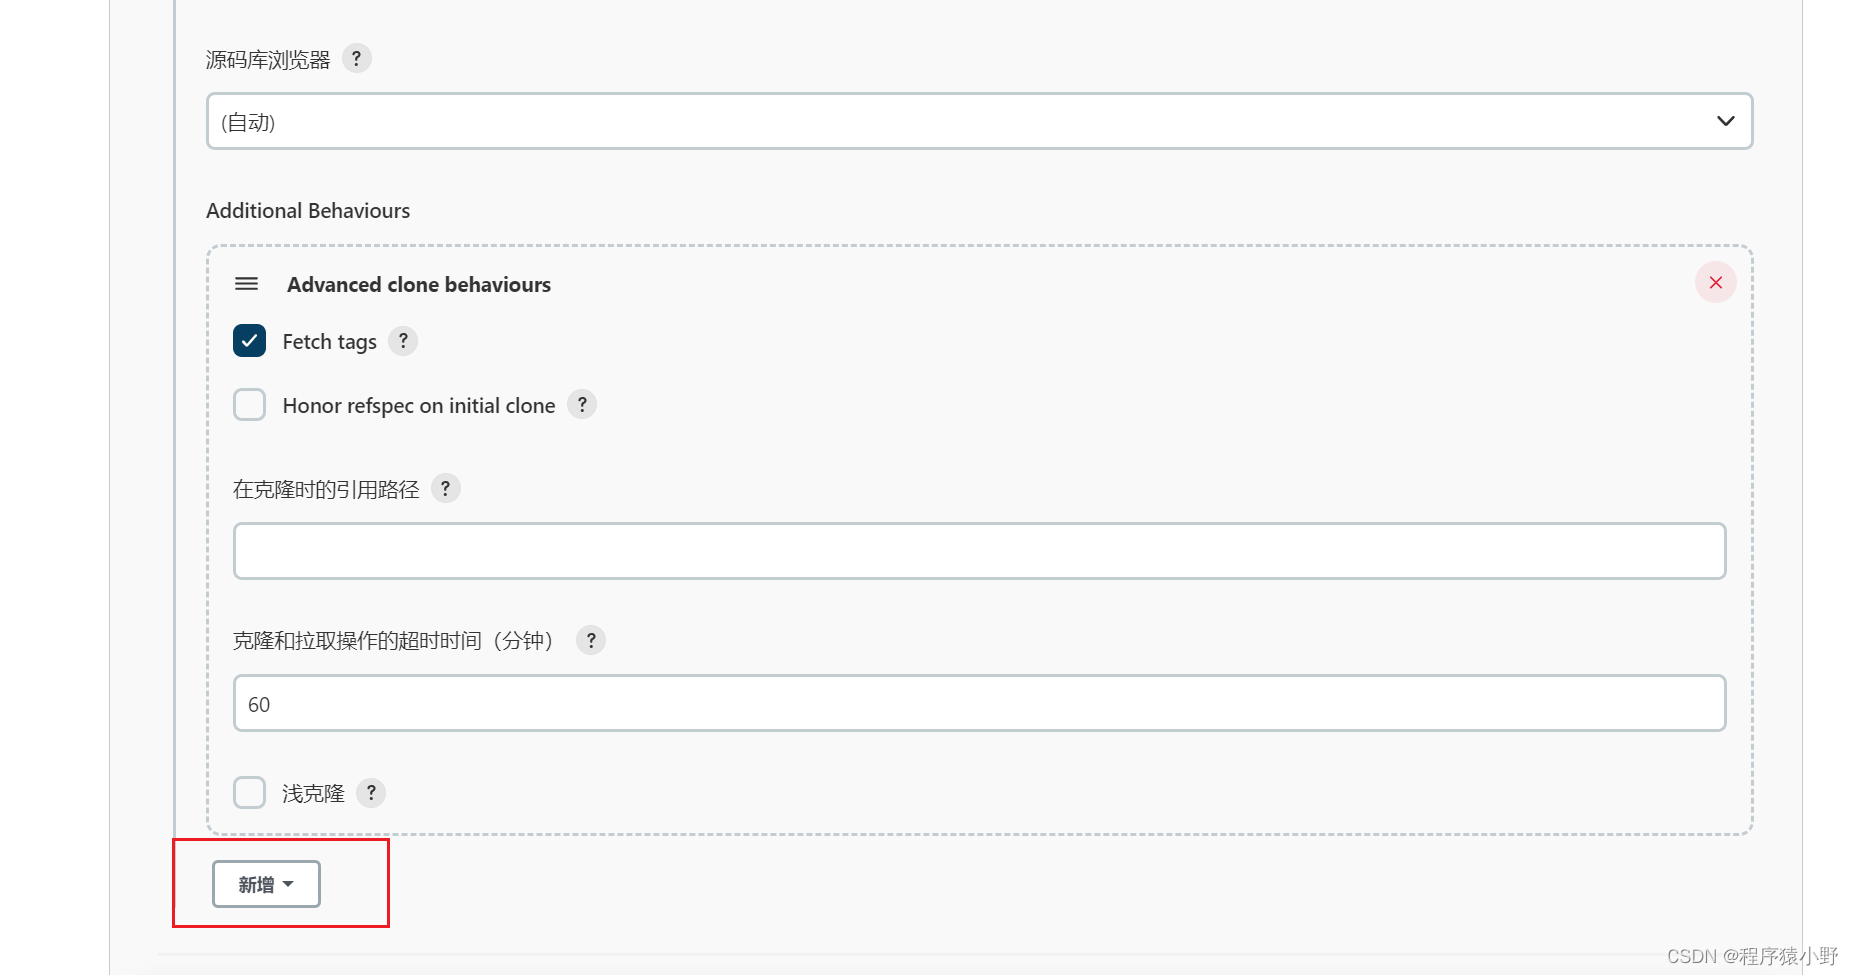 源码库浏览器 ?
(自动)
Additional Behaviours
Advanced clone behaviours
Fetch tags ?
Honor refspec on initial clone ?
在克隆时的引用路径 ?
克隆和拉取操作的超时时间（分钟） ?
60
浅克隆 ?
新增
CSDN @程序猿小野